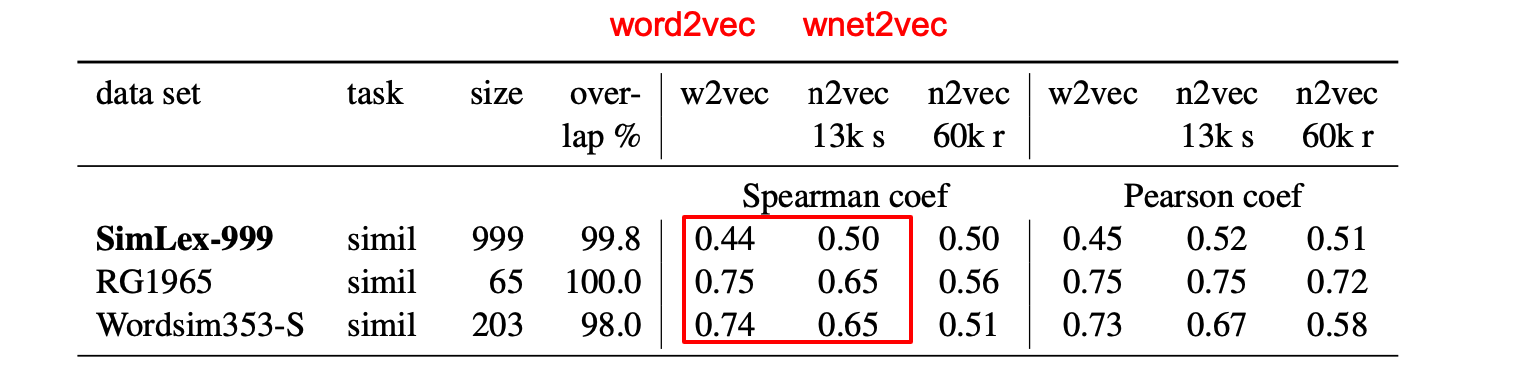 word2vec wnet2vec
data set task size over- w2vec n2vec n2vec w2vec n2vec n2vec
lap % 13k s 60k r 13k s 60k r
Spearman coef Pearson coef
SimLex-999 simil 999 99.8 0.44 0.50 0.50 0.45 0.52 0.51
RG1965 simil 65 100.0 0.75 0.65 0.56 0.75 0.75 0.72
Wordsim353-S simil 203 98.0 0.74 0.65 0.51 0.73 0.67 0.58